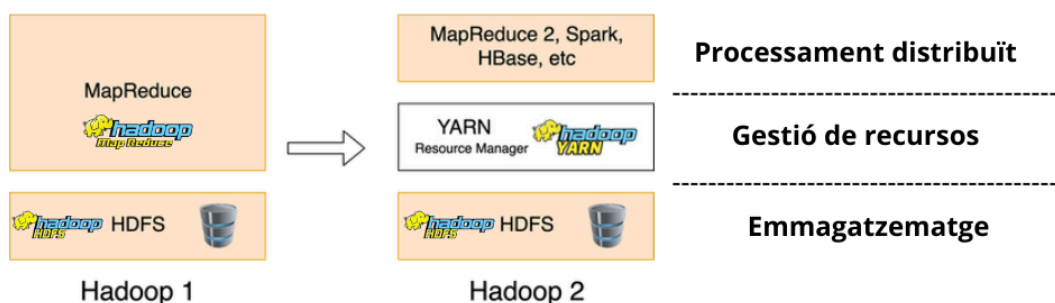 MapReduce
hadoop
Map Reduce
hadoop
HDFS
HDFS
Hadoop 1
MapReduce 2, Spark,
HBase, etc
YARN
Resource Manager
hadoop
YARN
hadoop
HDFS
HDFS
Hadoop 2
Processament distribuït
Gestió de recursos
Emmagatzematge